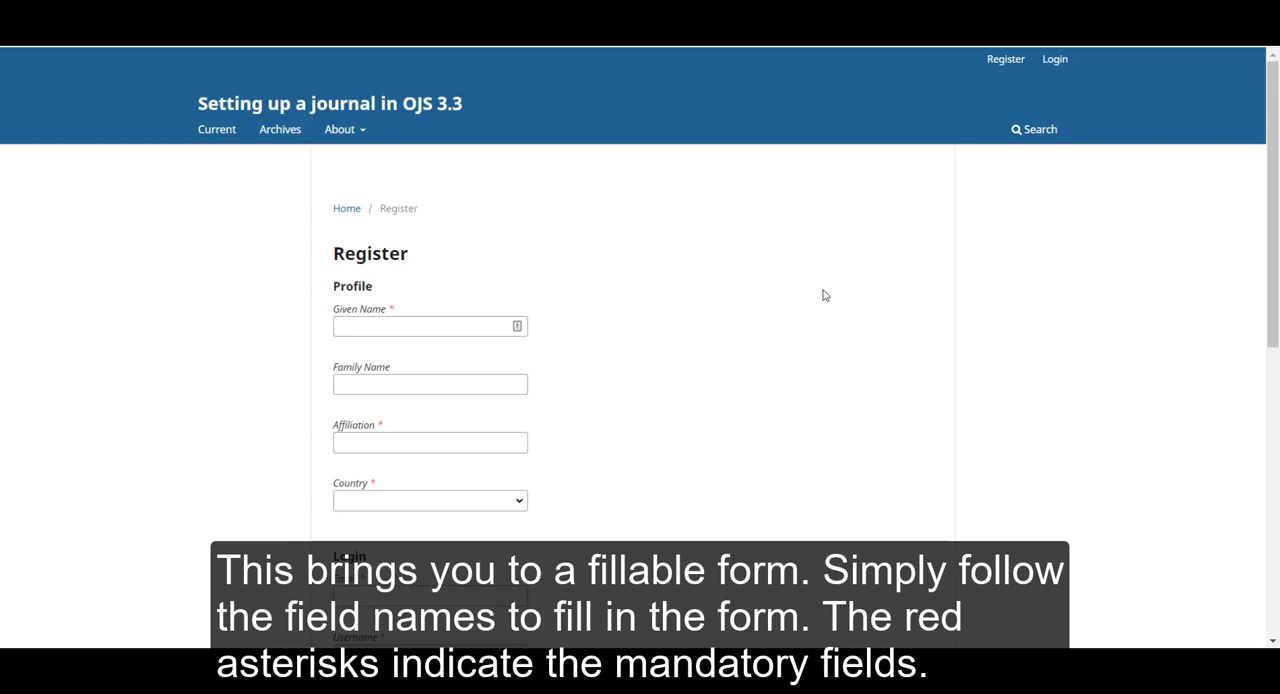 Register Login
Setting up a journal in OJS 3.3
Current Archives About
Search
Home / Register
Register
Profile
Given Name *
Family Name
Affiliation *
Country *
Login
Username *
This brings you to a fillable form. Simply follow
the field names to fill in the form. The red
asterisks indicate the mandatory fields.